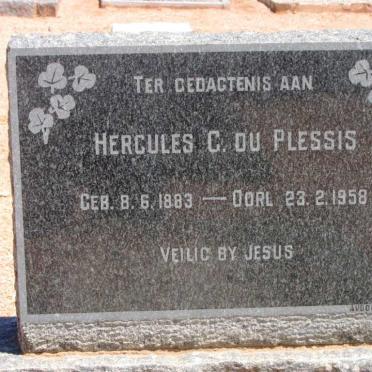 TER GEDAGTENIS AAN
HERCULES C. DU PLESSIS
GEB. 8.6.1883 — OORL 23.2.1958
VEILIG BY JESUS